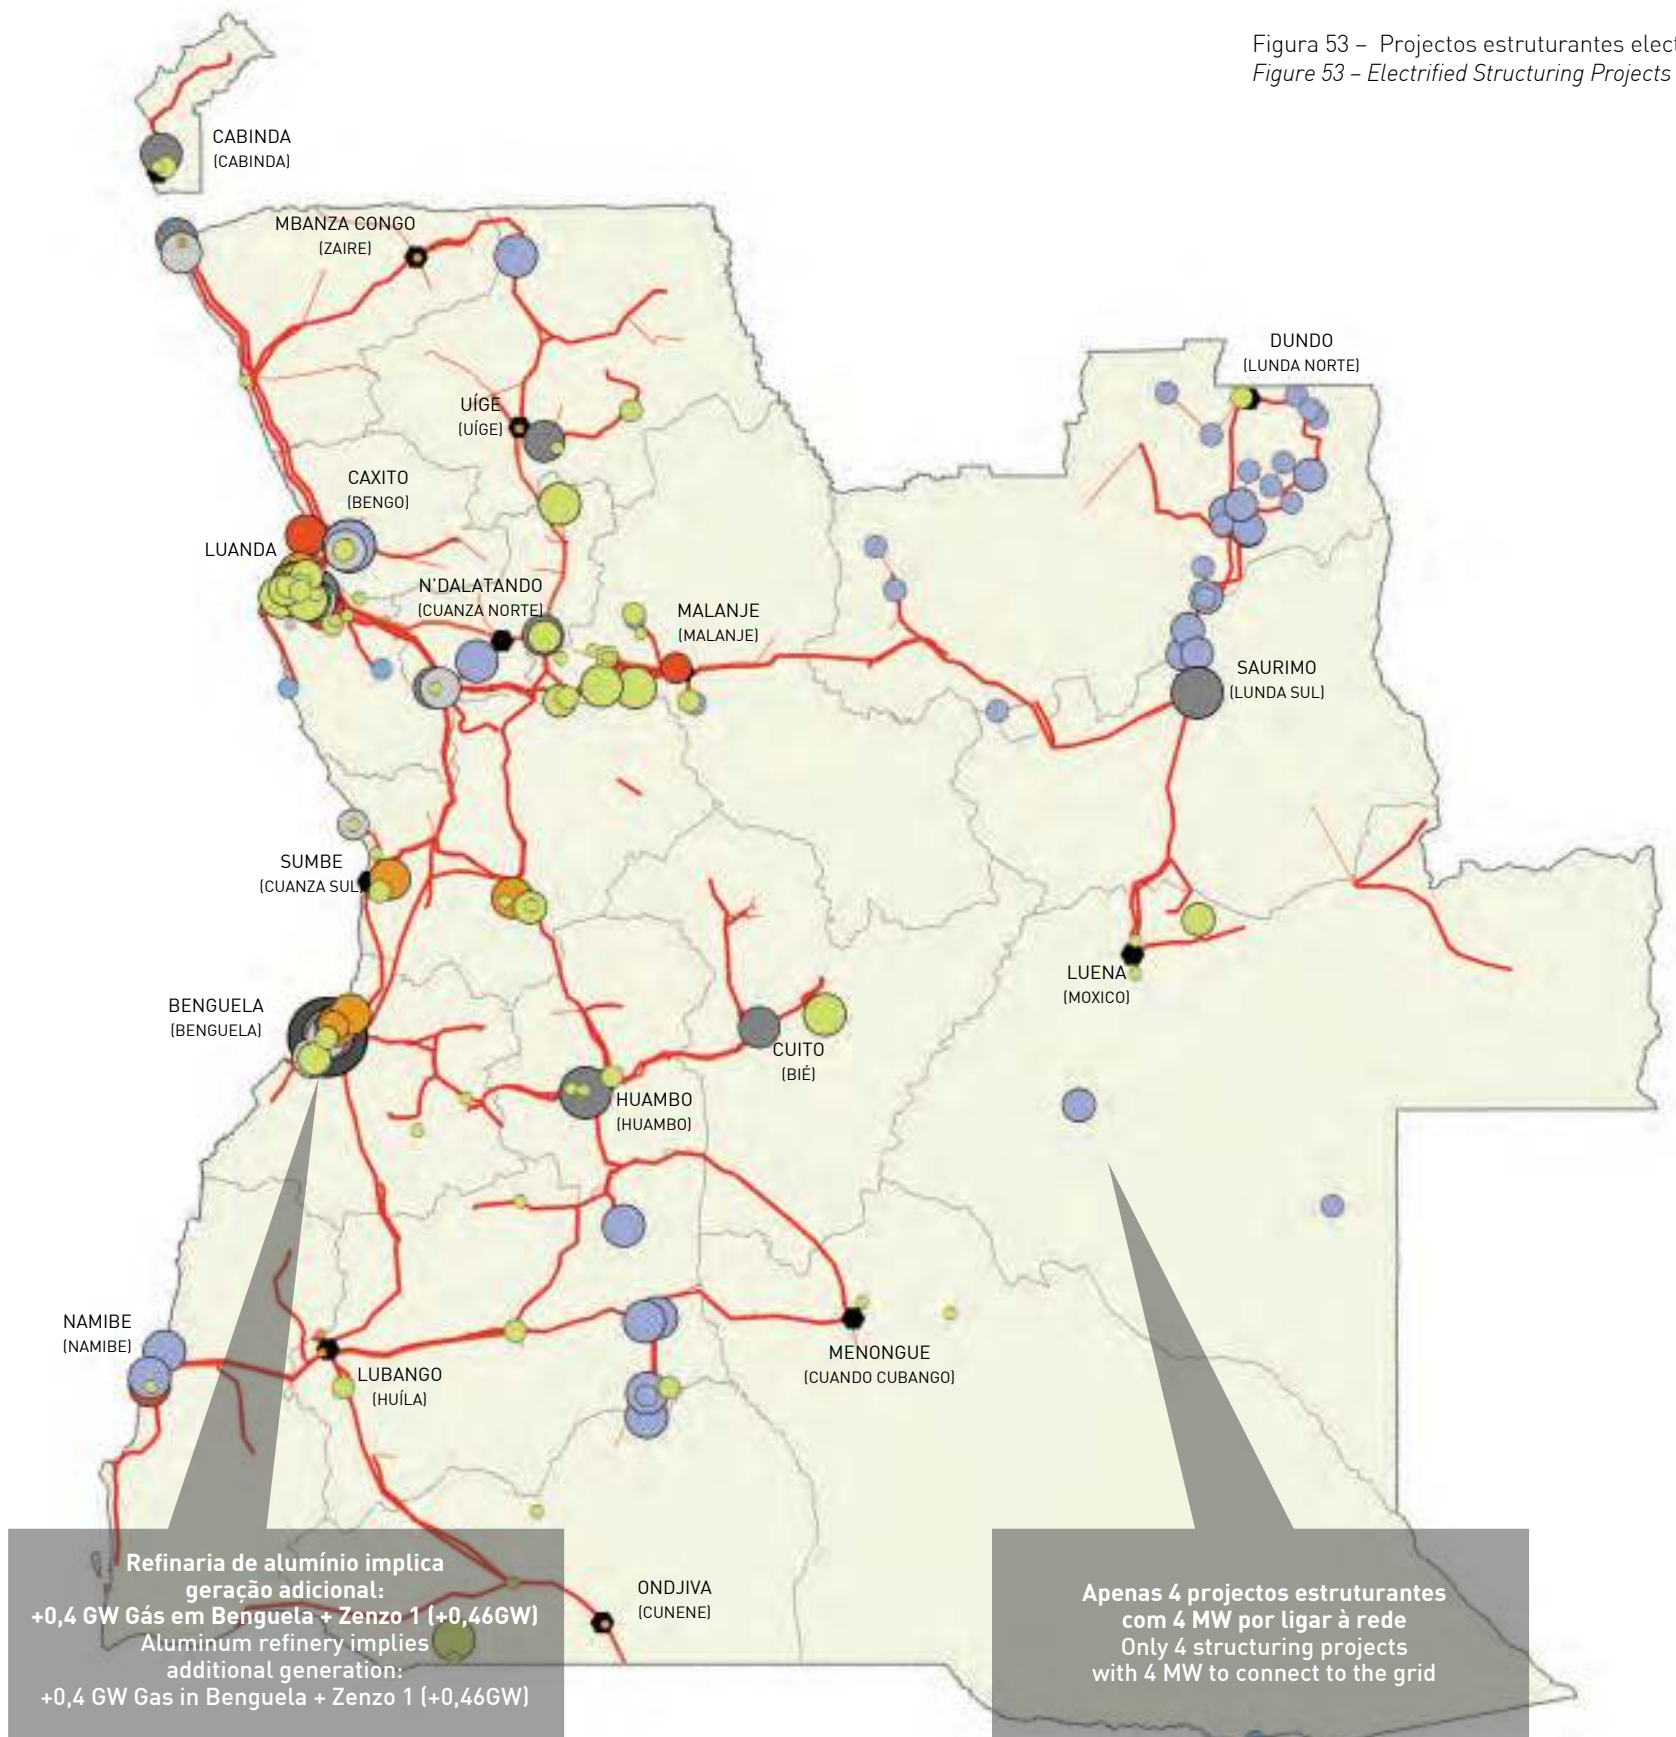 Figura 53 – Projectos estruturantes
Figure 53 – Electrified Structuring Projects
CABINDA
(CABINDA)
MBANZA CONGO
(ZAIRE)
DUNDO
(LUNDA NORTE)
UÍGE
(UÍGE)
CAXITO
(BENGO)
LUANDA
N'DALATANDO
(CUANZA NORTE)
MALANJE
(MALANJE)
SAURIMO
(LUNDA SUL)
SUMBE
(CUANZA SUL)
LUENA
(MOXICO)
BENGUELA
(BENGUELA)
CUITO
(BIÉ)
HUAMBO
(HUAMBO)
NAMIBE
(NAMIBE)
MENONGUE
(CUANDO CUBANGO)
LUBANGO
(HUÍLA)
ONDJIVA
(CUNENE)
Refinaria de alumínio implica
geração adicional:
+0,4 GW Gás em Benguela + Zenzo 1 (+0,46GW)
Aluminum refinery implies
additional generation:
+0,4 GW Gas in Benguela + Zenzo 1 (+0,46GW)
Apenas 4 projectos estruturantes
com 4 MW por ligar à rede
Only 4 structuring projects
with 4 MW to connect to the grid